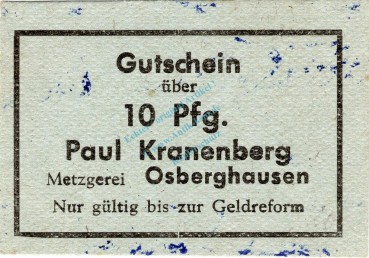 Gutschein
über
10 Pfg.
Paul Kranenberg
Metzgerei Osberghausen
Nur gültig bis zur Geldreform